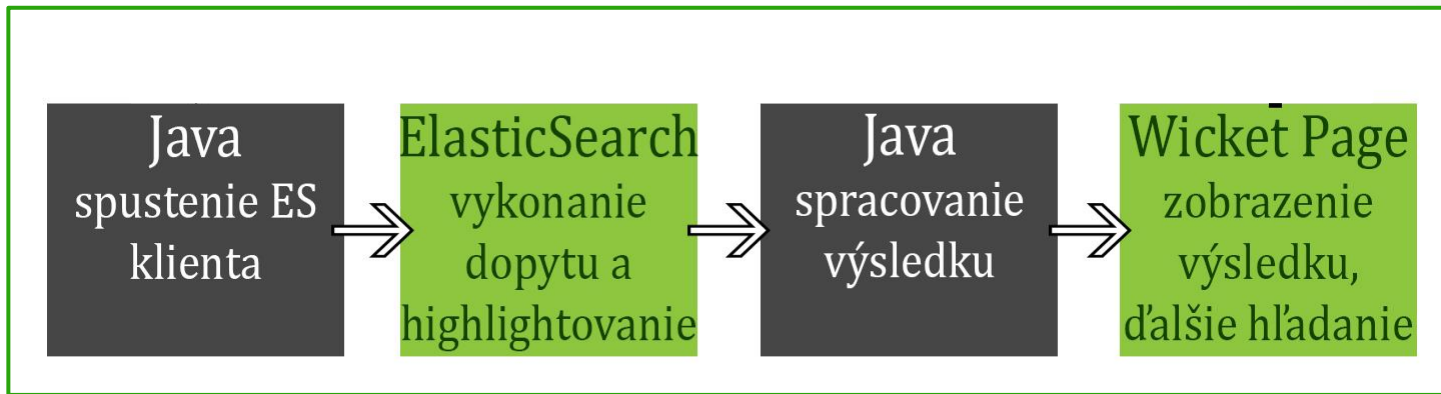 Java
spustenie ES
klienta
ElasticSearch
vykonanie
dopytu a
highlightovanie
Java
spracovanie
výsledku
Wicket Page
zobrazenie
výsledku,
ďalšie hľadanie